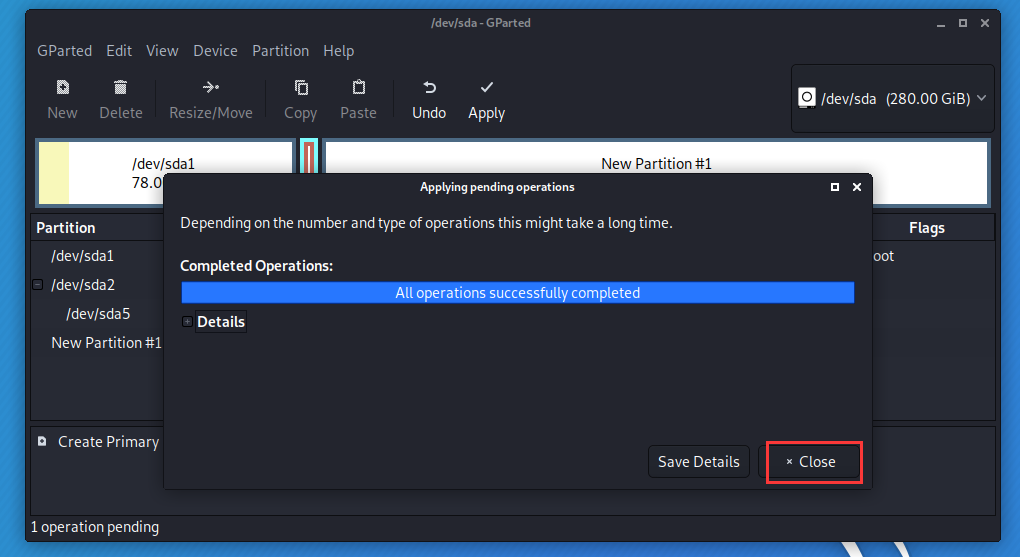 /dev/sda - GParted
GParted Edit View Device Partition Help
New Delete Resize/Move Copy Paste Undo Apply
/dev/sda (280.00 GiB)
/dev/sda1
78.0
New Partition #1
Applying pending operations
Depending on the number and type of operations this might take a long time.
Completed Operations:
All operations successfully completed
Details
Save Details
Close
Partition
Flags
/dev/sda1
oot
/dev/sda2
/dev/sda5
New Partition #1
Create Primary
1 operation pending